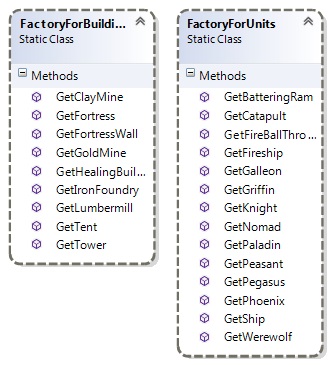 FactoryForBuildi...
Static Class
Methods
GetClayMine
GetFortress
GetFortressWall
GetGoldMine
GetHealingBuil...
GetIronFoundry
GetLumbermill
GetTent
GetTower
FactoryForUnits
Static Class
Methods
GetBatteringRam
GetCatapult
GetFireBallThro...
GetFireship
GetGalleon
GetGriffin
GetKnight
GetNomad
GetPaladin
GetPeasant
GetPegasus
GetPhoenix
GetShip
GetWerewolf